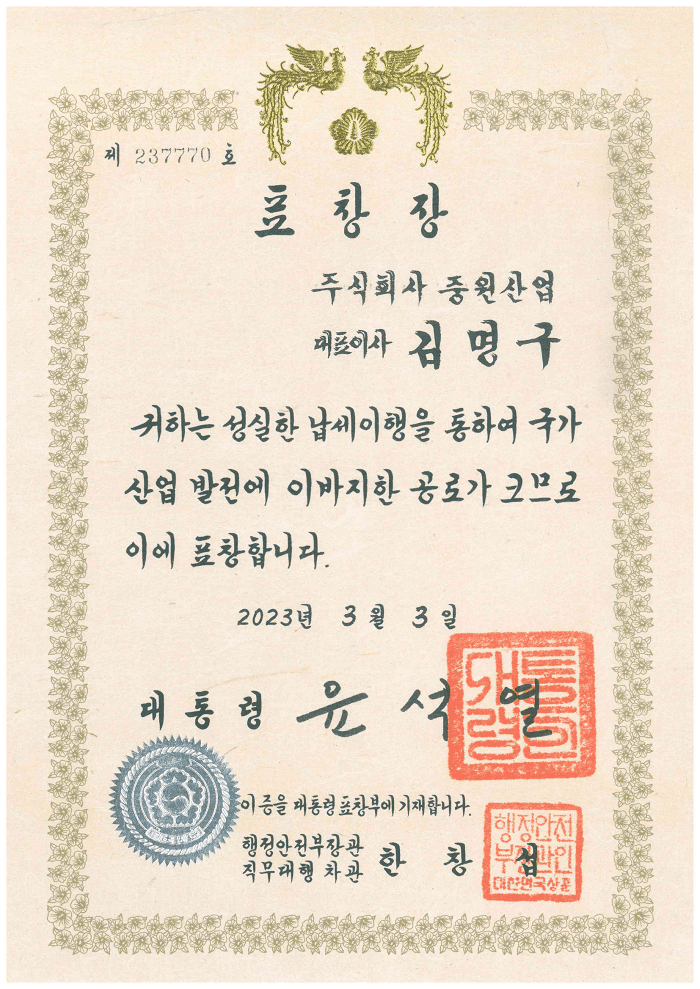 제 237770 호
표창장
주식회사 중원산업
대표이사 김명구
귀하는 성실한 납세이행을 통하여 국가
산업 발전에 이바지한 공로가 크므로
이에 표창합니다.
2023년 3월 3일
대통령 윤석열
대통령의인
이 증을 대통령표창부에 기재합니다.
행정안전부장관
직무대행 차관 한창섭
행정안전
부장관인